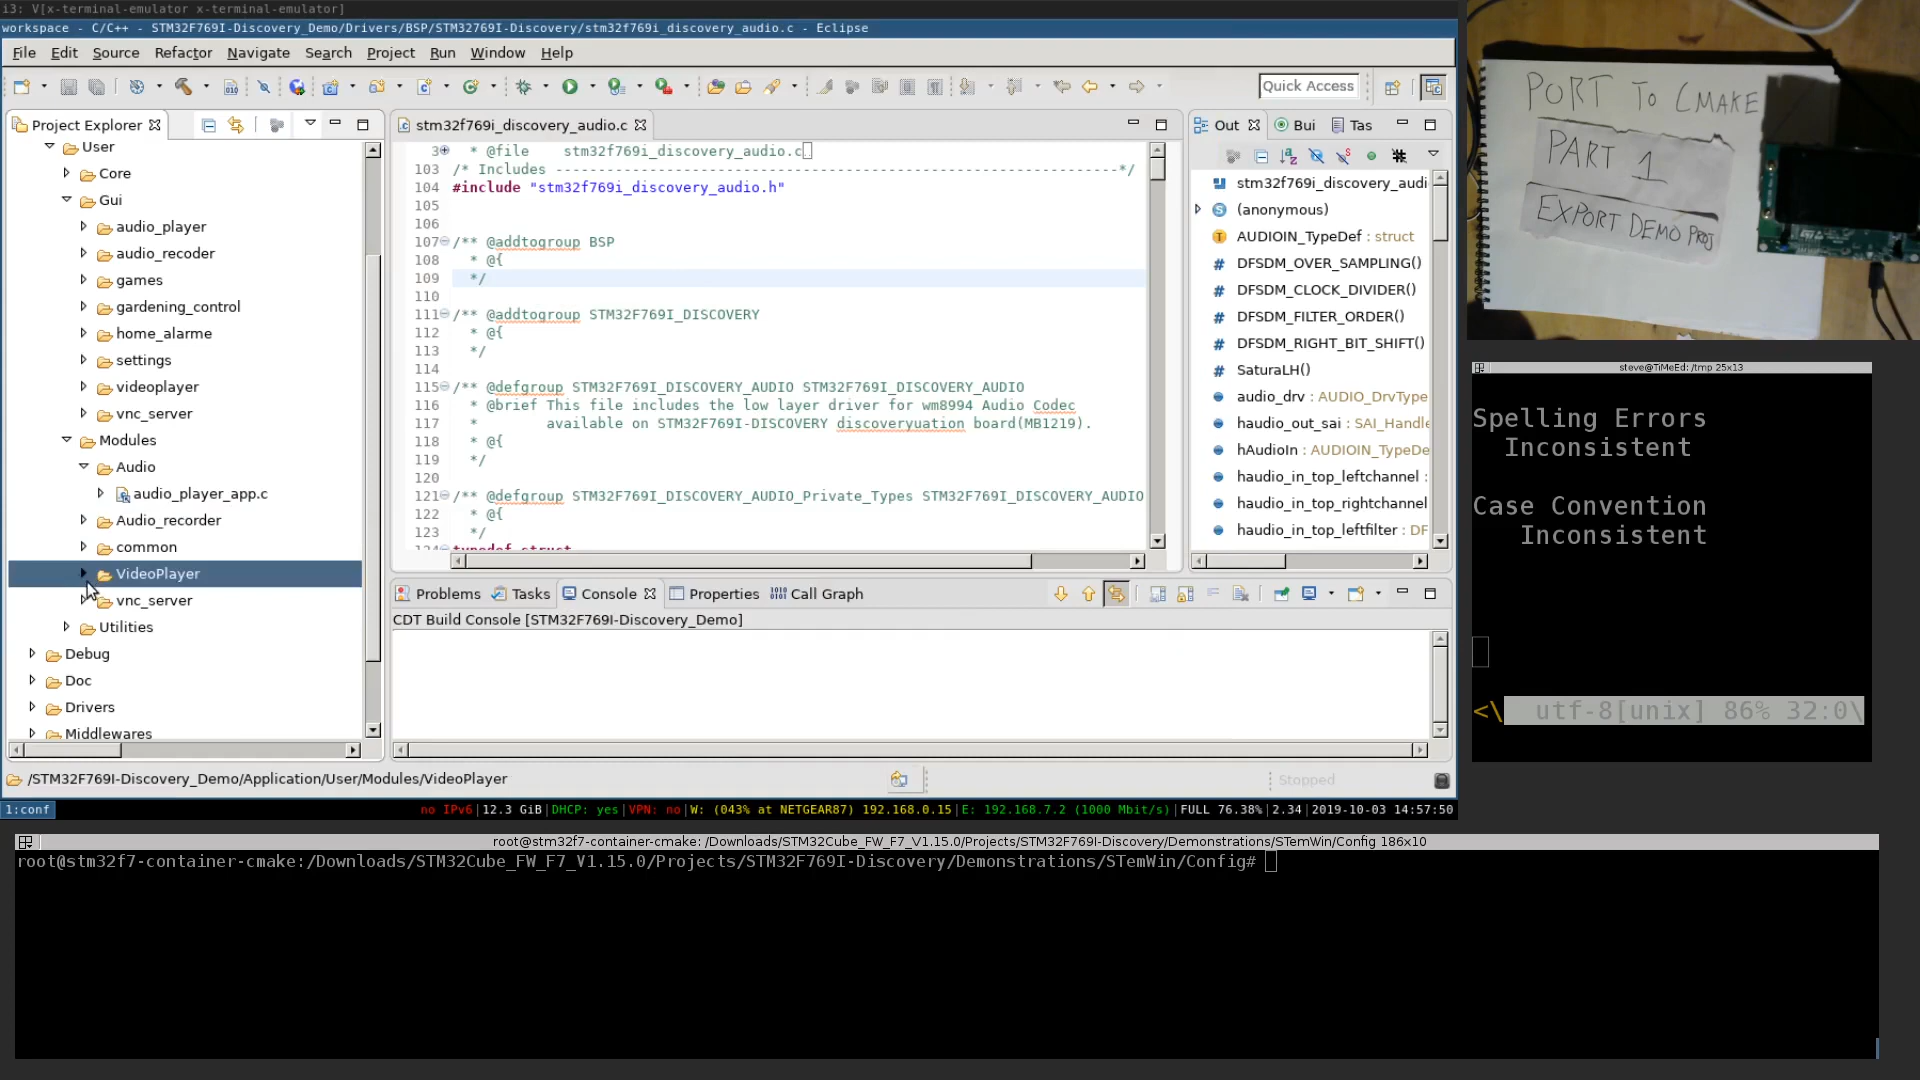 i3: V[x-terminal-emulator x-terminal-emulator]
workspace - C/C++ - STM32F769I-Discovery_Demo/Drivers/BSP/STM32769I-Discovery/stm32f769i_discovery_audio.c - Eclipse
File Edit Source Refactor Navigate Search Project Run Window Help
Quick Access
Project Explorer
User
Core
Gui
audio_player
audio_recoder
games
gardening_control
home_alarme
settings
videoplayer
vnc_server
Modules
Audio
audio_player_app.c
Audio_recorder
common
VideoPlayer
vnc_server
Utilities
Debug
Doc
Drivers
Middlewares
stm32f769i_discovery_audio.c
3 * @file    stm32f769i_discovery_audio.c
103 /* Includes ------------------------------------------------------------------*/
104 #include "stm32f769i_discovery_audio.h"
105
106
107 /** @addtogroup BSP
108 * @{
109 */
110
111 /** @addtogroup STM32F769I_DISCOVERY
112 * @{
113 */
114
115 /** @defgroup STM32F769I_DISCOVERY_AUDIO STM32F769I_DISCOVERY_AUDIO
116 * @brief This file includes the low layer driver for wm8994 Audio Codec
117 *        available on STM32F769I-DISCOVERY discoveryuation board(MB1219).
118 * @{
119 */
120
121 /** @defgroup STM32F769I_DISCOVERY_AUDIO_Private_Types STM32F769I_DISCOVERY_AUDIO
122 * @{
123 */
124 typedef struct
Out Bui Tas
stm32f769i_discovery_audi
(anonymous)
AUDIOIN_TypeDef : struct
DFSDM_OVER_SAMPLING()
DFSDM_CLOCK_DIVIDER()
DFSDM_FILTER_ORDER()
DFSDM_RIGHT_BIT_SHIFT()
SaturaLH()
audio_drv : AUDIO_DrvType
haudio_out_sai : SAI_Handle
hAudioIn : AUDIOIN_TypeDe
haudio_in_top_leftchannel :
haudio_in_top_rightchannel
haudio_in_top_leftfilter : DF
Problems Tasks Console Properties Call Graph
CDT Build Console [STM32F769I-Discovery_Demo]
/STM32F769I-Discovery_Demo/Application/User/Modules/VideoPlayer
Stopped
1:conf
no IPv6|12.3 GiB|DHCP: yes|VPN: no|W: (043% at NETGEAR87) 192.168.0.15|E: 192.168.7.2 (1000 Mbit/s)|FULL 76.38%|2.34|2019-10-03 14:57:50
PORT TO CMAKE
PART 1
EXPORT DEMO PROJ
steve@TiMeEd: /tmp 25x13
Spelling Errors
Inconsistent
Case Convention
Inconsistent
<\ utf-8[unix] 86% 32:0\
root@stm32f7-container-cmake: /Downloads/STM32Cube_FW_F7_V1.15.0/Projects/STM32F769I-Discovery/Demonstrations/STemWin/Config 186x10
root@stm32f7-container-cmake:/Downloads/STM32Cube_FW_F7_V1.15.0/Projects/STM32F769I-Discovery/Demonstrations/STemWin/Config#